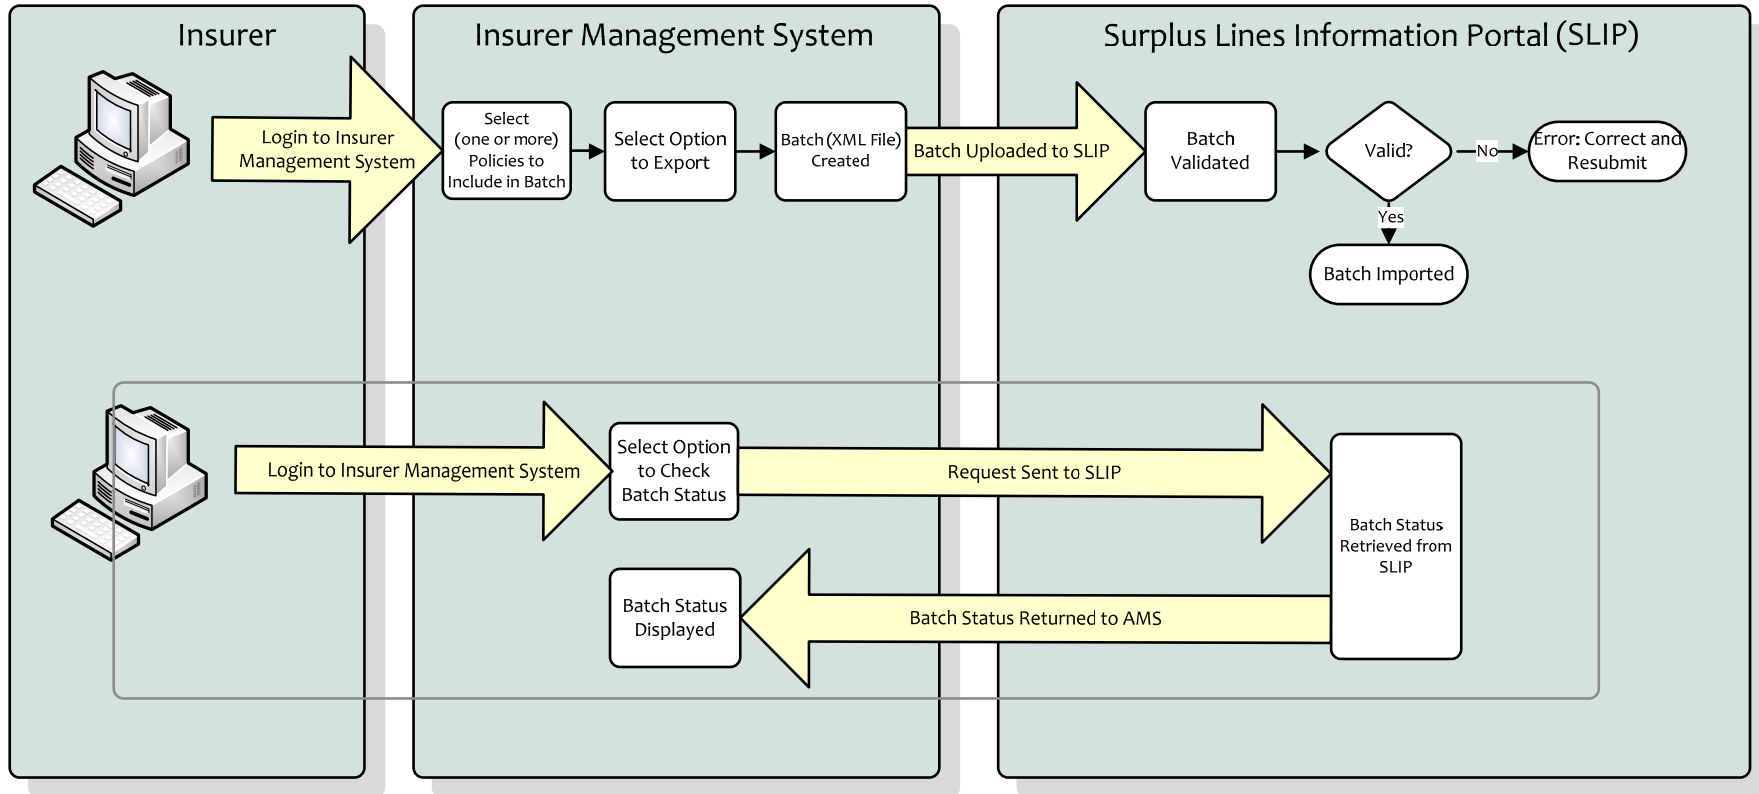 Insurer
Insurer Management System
Surplus Lines Information Portal (SLIP)
Login to Insurer
Management System
Select
(one or more)
Policies to
Include in Batch
Select Option
to Export
Batch (XML File)
Created
Batch Uploaded to SLIP
Batch
Validated
Valid?
No
Error: Correct and
Resubmit
Yes
Batch Imported
Login to Insurer Management System
Select Option
to Check
Batch Status
Request Sent to SLIP
Batch Status
Retrieved from
SLIP
Batch Status
Displayed
Batch Status Returned to AMS